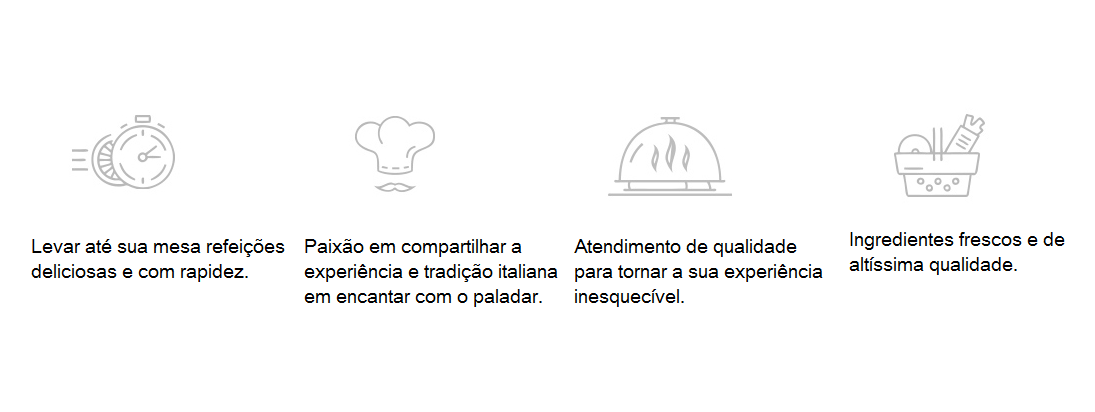 Levar até sua mesa refeições
deliciosas e com rapidez.
Paixão em compartilhar a
experiência e tradição italiana
em encantar com o paladar.
Atendimento de qualidade
para tornar a sua experiência
inesquecível.
Ingredientes frescos e de
altíssima qualidade.